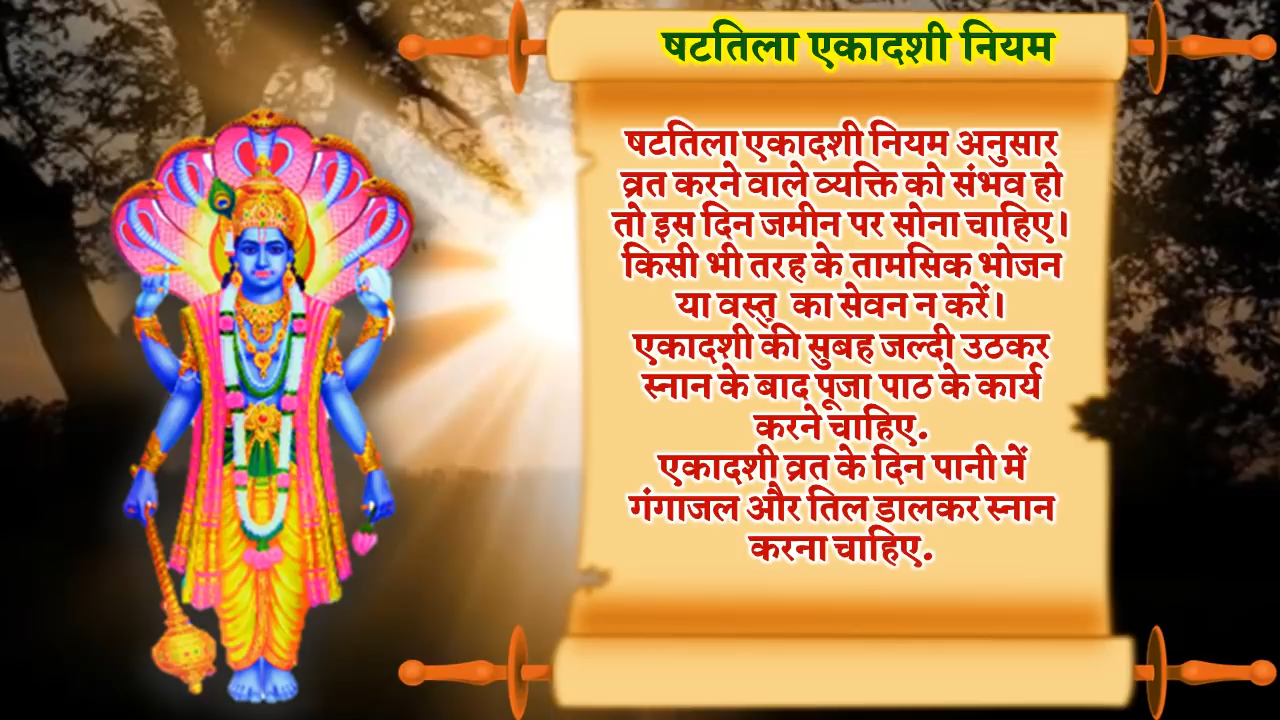 षटतिला एकादशी नियम
षटतिला एकादशी नियम अनुसार
व्रत करने वाले व्यक्ति को संभव हो
तो इस दिन जमीन पर सोना चाहिए।
किसी भी तरह के तामसिक भोजन
या वस्तु का सेवन न करें।
एकादशी की सुबह जल्दी उठकर
स्नान के बाद पूजा पाठ के कार्य
करने चाहिए.
एकादशी व्रत के दिन पानी में
गंगाजल और तिल डालकर स्नान
करना चाहिए.